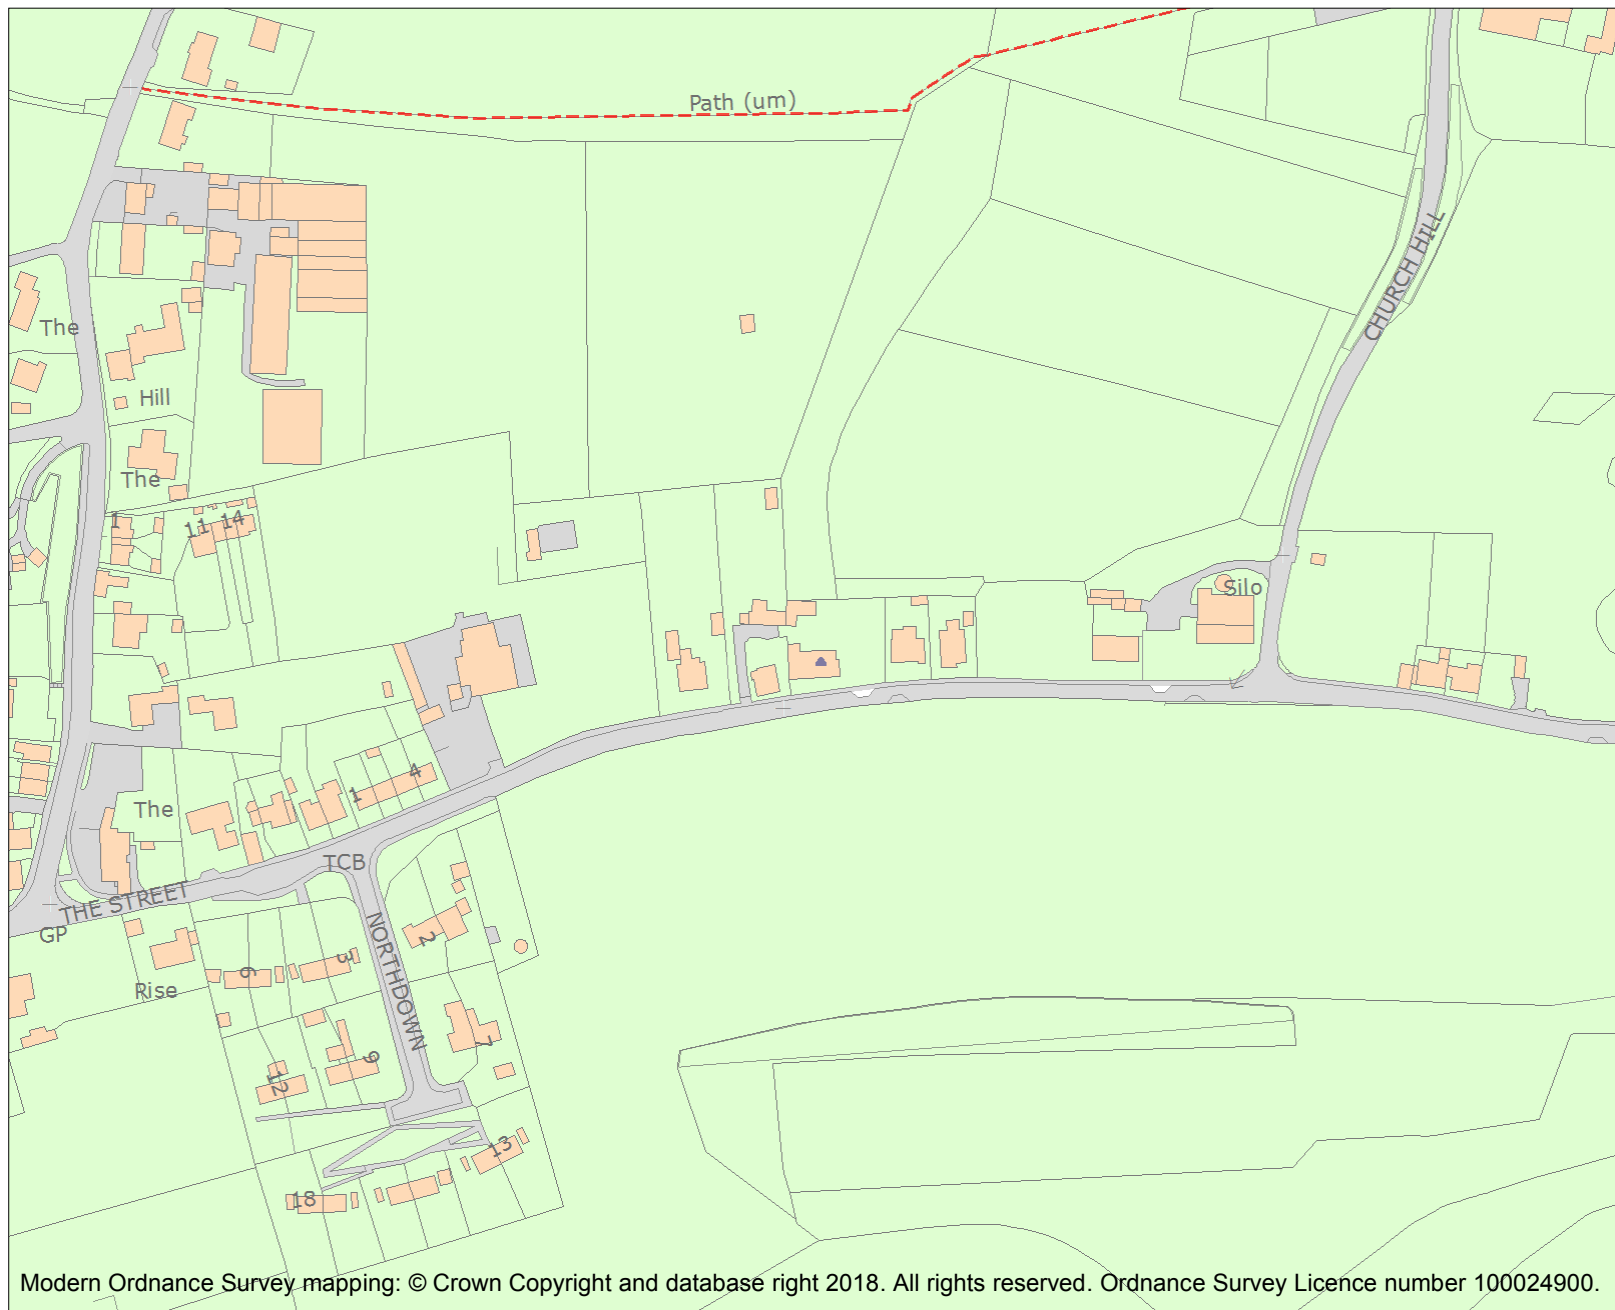 Path (um)
CHURCH HILL
The
Hill
The
1
11
14
Silo
4
1
The
TCB
THE STREET
GP
NORTHDOWN
2
3
6
Rise
7
9
12
13
18
Modern Ordnance Survey mapping: © Crown Copyright and database right 2018. All rights reserved. Ordnance Survey Licence number 100024900.